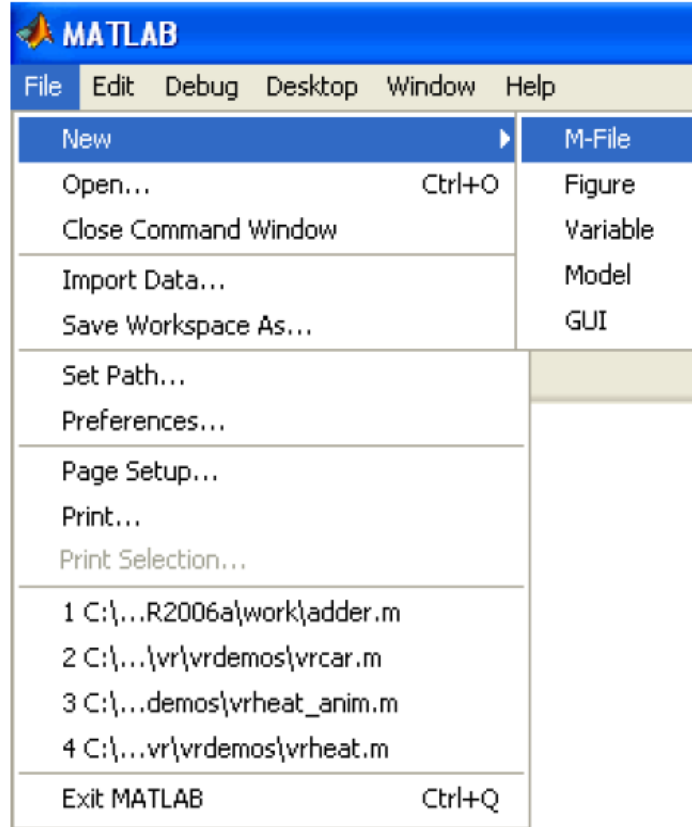 MATLAB
File Edit Debug Desktop Window Help
New
Open... Ctrl+O
Close Command Window
Import Data...
Save Workspace As...
Set Path...
Preferences...
Page Setup...
Print...
Print Selection...
1 C:\...R2006a\work\adder.m
2 C:\...\vr\vrdemos\vrcar.m
3 C:\...demos\vrheat_anim.m
4 C:\...vr\vrdemos\vrheat.m
Exit MATLAB Ctrl+Q
M-File
Figure
Variable
Model
GUI